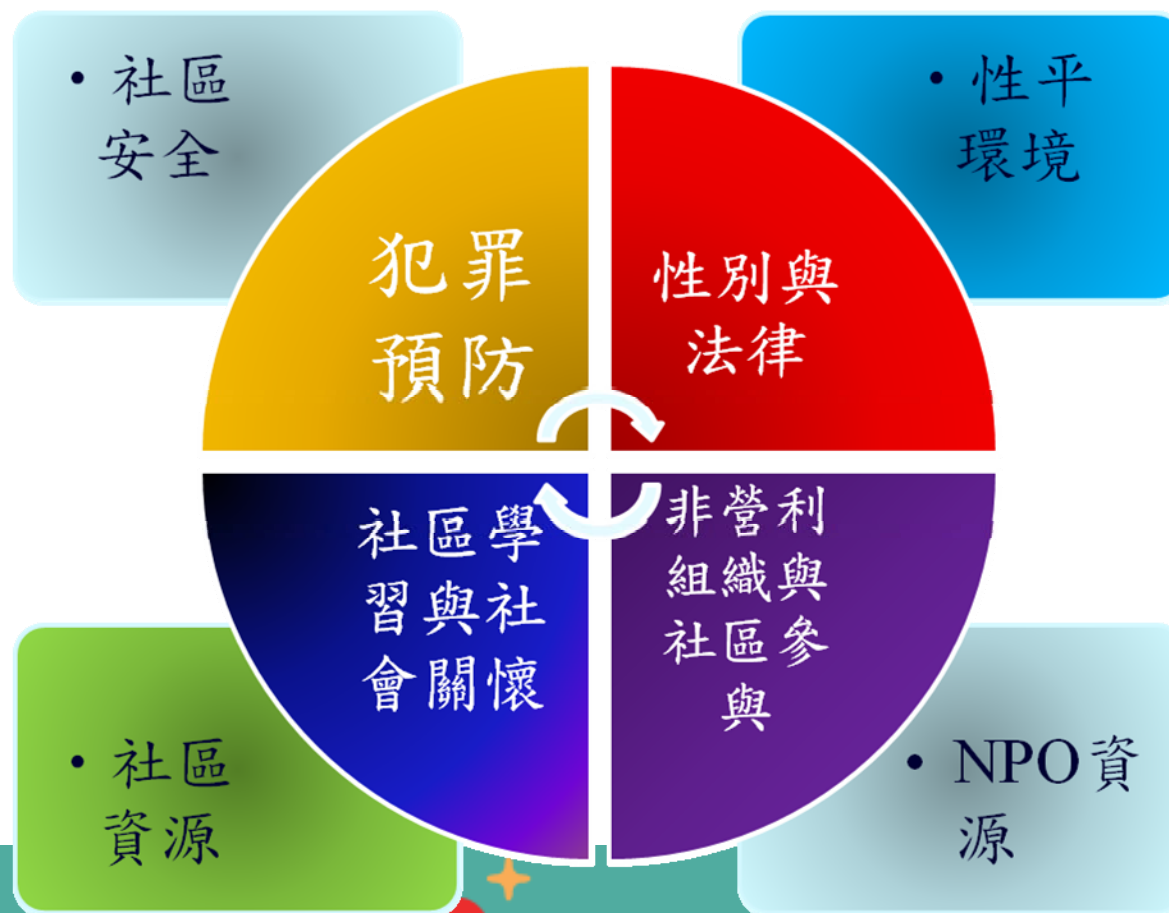 • 社區
安全
• 性平
環境
犯罪
預防
性別與
法律
社區學
習與社
會關懷
非營利
組織與
社區參
與
• 社區
資源
• NPO資
源